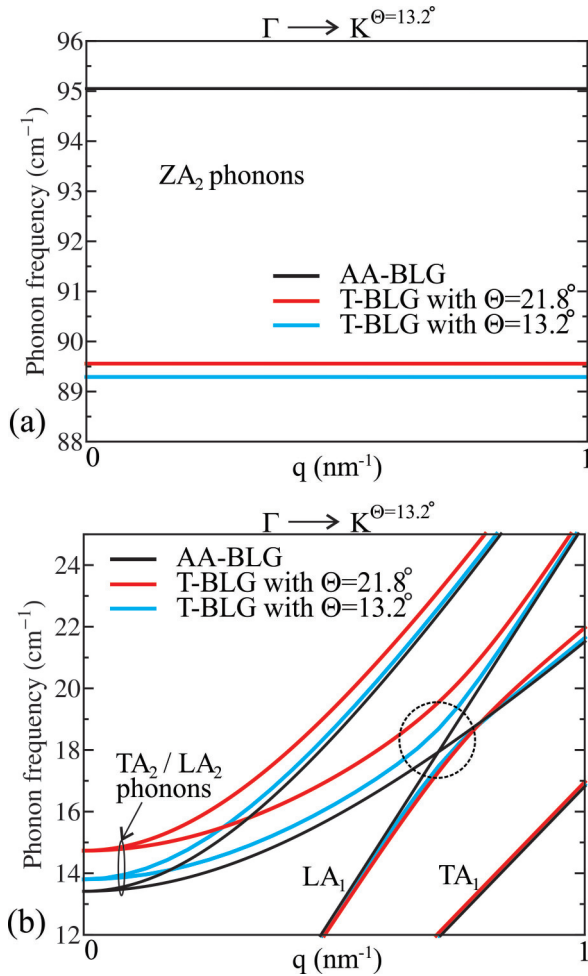 Γ → K^Θ=13.2°
96
95
94
93
92
91
90
89
88
Phonon frequency (cm⁻¹)
ZA₂ phonons
AA-BLG
T-BLG with Θ=21.8°
T-BLG with Θ=13.2°
(a)
0
q (nm⁻¹)
1
Γ → K^Θ=13.2°
24
22
20
18
16
14
12
Phonon frequency (cm⁻¹)
AA-BLG
T-BLG with Θ=21.8°
T-BLG with Θ=13.2°
TA₂ / LA₂
phonons
LA₁
TA₁
(b)
0
q (nm⁻¹)
1